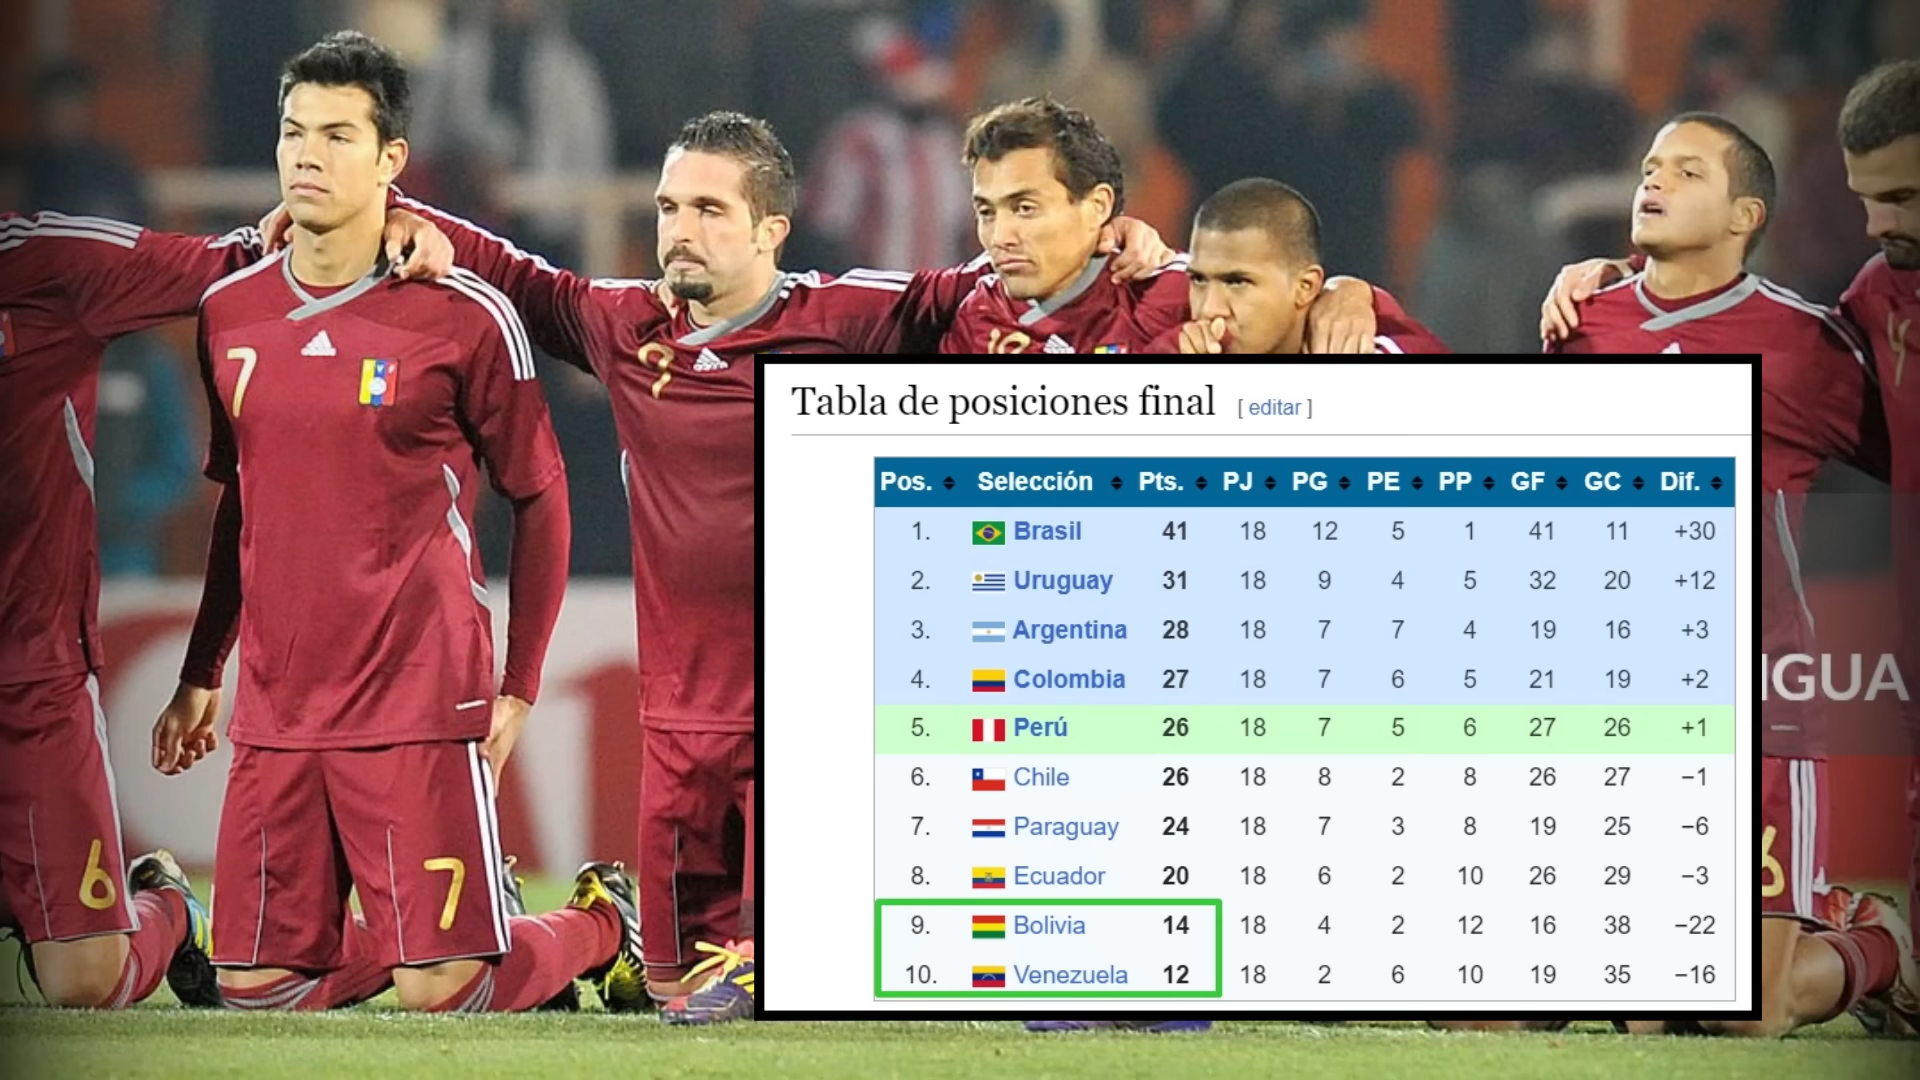 7
9
Tabla de posiciones final [ editar ]
Pos. Selección Pts. PJ PG PE PP GF GC Dif.
1. Brasil 41 18 12 5 1 41 11 +30
2. Uruguay 31 18 9 4 5 32 20 +12
3. Argentina 28 18 7 7 4 19 16 +3
4. Colombia 27 18 7 6 5 21 19 +2
5. Perú 26 18 7 5 6 27 26 +1
6. Chile 26 18 8 2 8 26 27 −1
7. Paraguay 24 18 7 3 8 19 25 −6
8. Ecuador 20 18 6 2 10 26 29 −3
9. Bolivia 14 18 4 2 12 16 38 −22
10. Venezuela 12 18 2 6 10 19 35 −16
IGUA
6
7